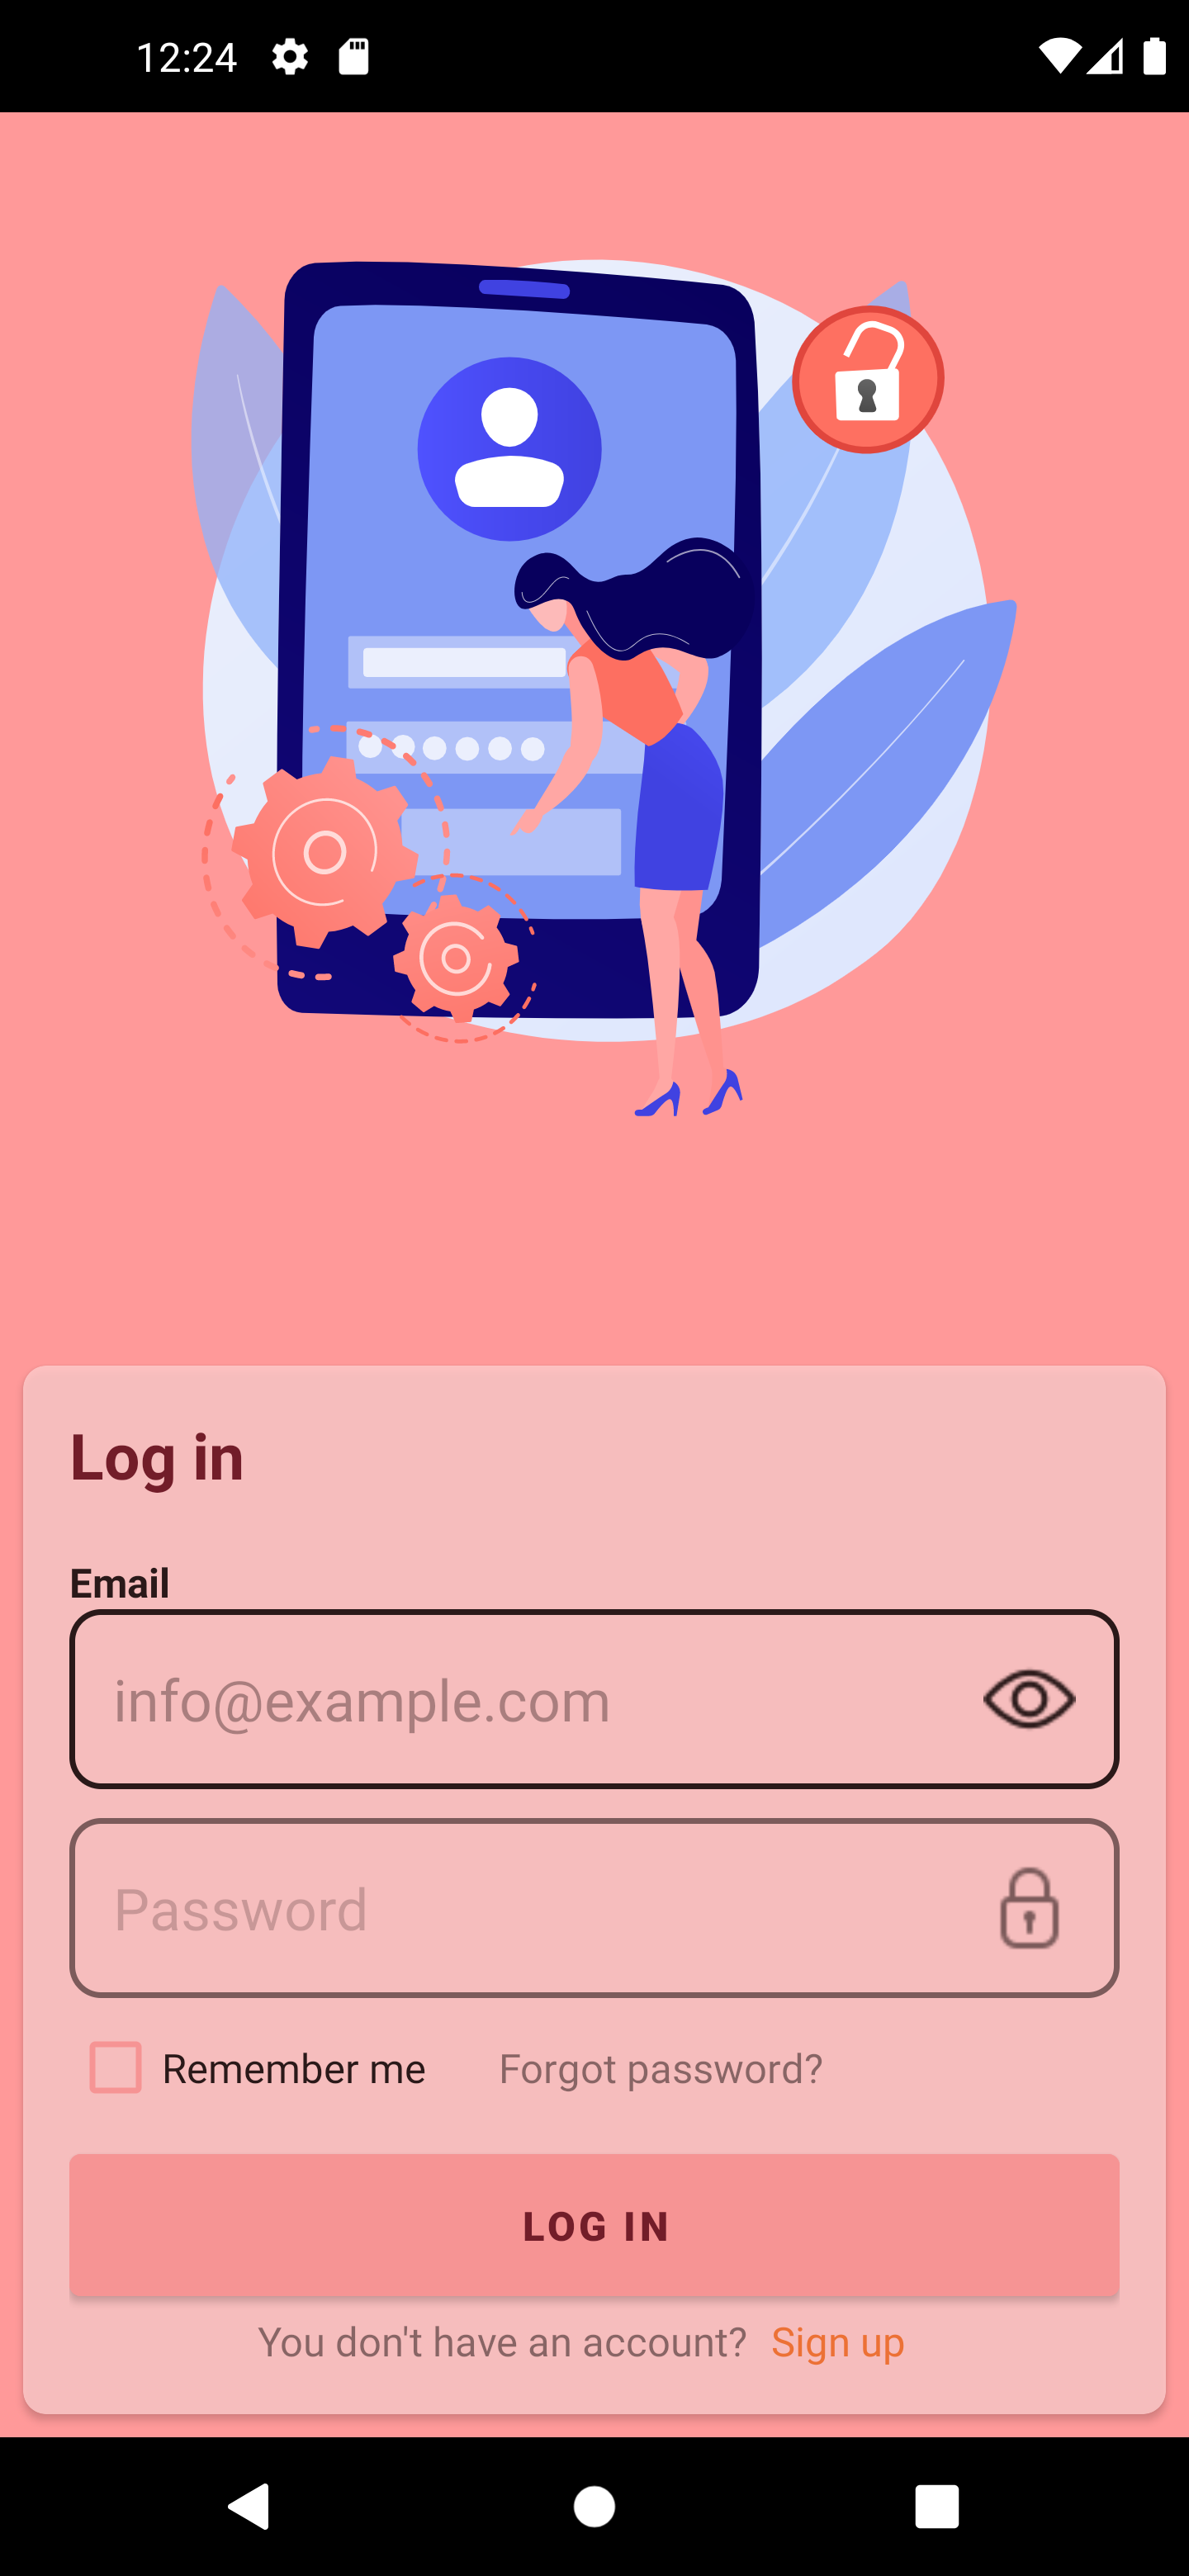 12:24
Log in
Email
info@example.com
Password
Remember me Forgot password?
LOG IN
You don't have an account? Sign up